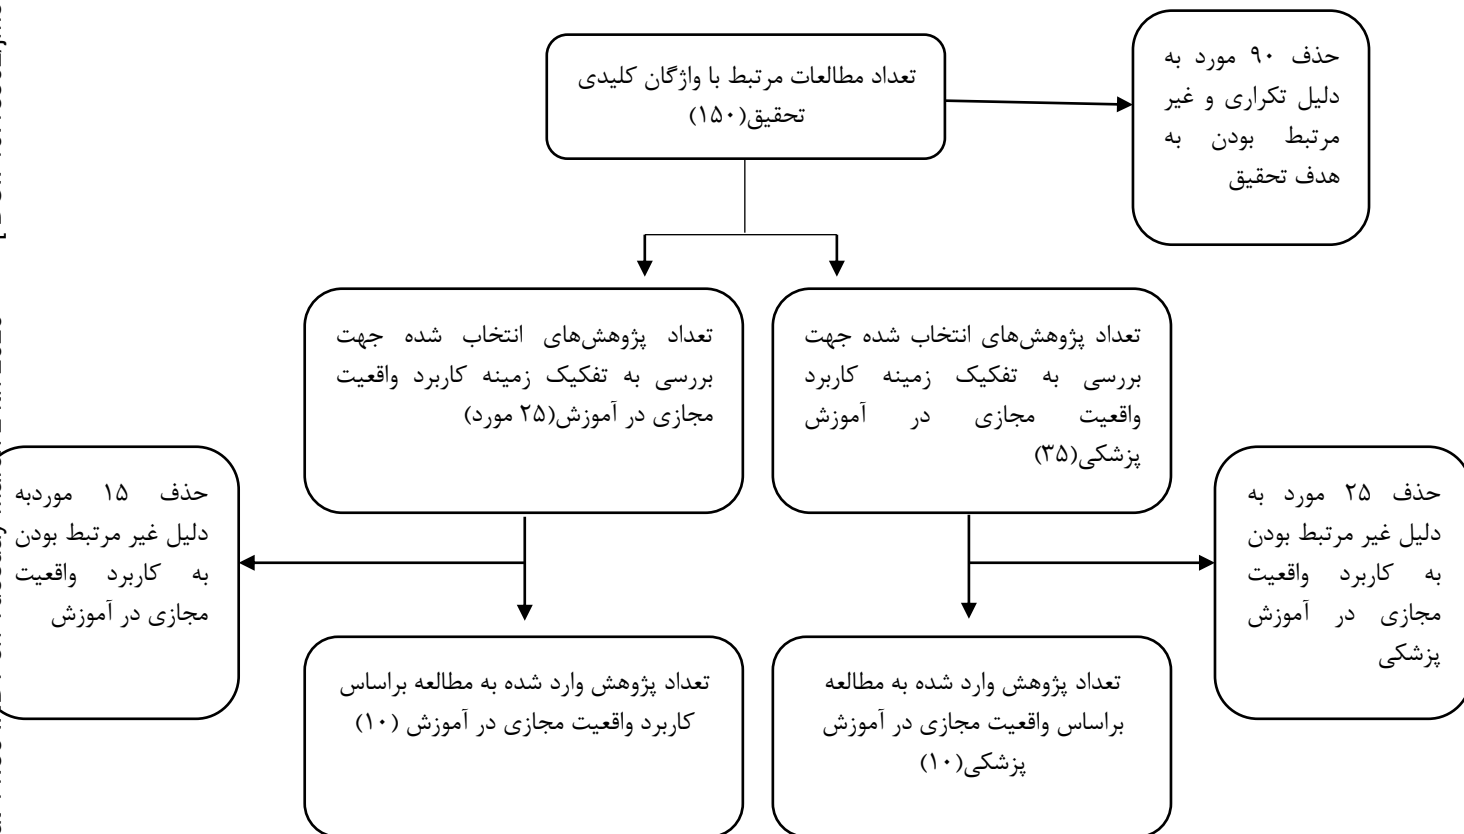 تعداد مطالعات مرتبط با واژگان کلیدی
تحقیق(۱۵۰)
حذف ۹۰ مورد به
دلیل تکراری و غیر
مرتبط بودن به
هدف تحقیق
تعداد پژوهش‌های انتخاب شده جهت
بررسی به تفکیک زمینه کاربرد
واقعیت مجازی در آموزش
پزشکی(۳۵)
تعداد پژوهش‌های انتخاب شده جهت
بررسی به تفکیک زمینه کاربرد واقعیت
مجازی در آموزش(۲۵ مورد)
حذف ۲۵ مورد به
دلیل غیر مرتبط بودن
به کاربرد واقعیت
مجازی در آموزش
پزشکی
حذف ۱۵ موردبه
دلیل غیر مرتبط بودن
به کاربرد واقعیت
مجازی در آموزش
تعداد پژوهش وارد شده به مطالعه
براساس واقعیت مجازی در آموزش
پزشکی(۱۰)
تعداد پژوهش وارد شده به مطالعه براساس
کاربرد واقعیت مجازی در آموزش (۱۰)